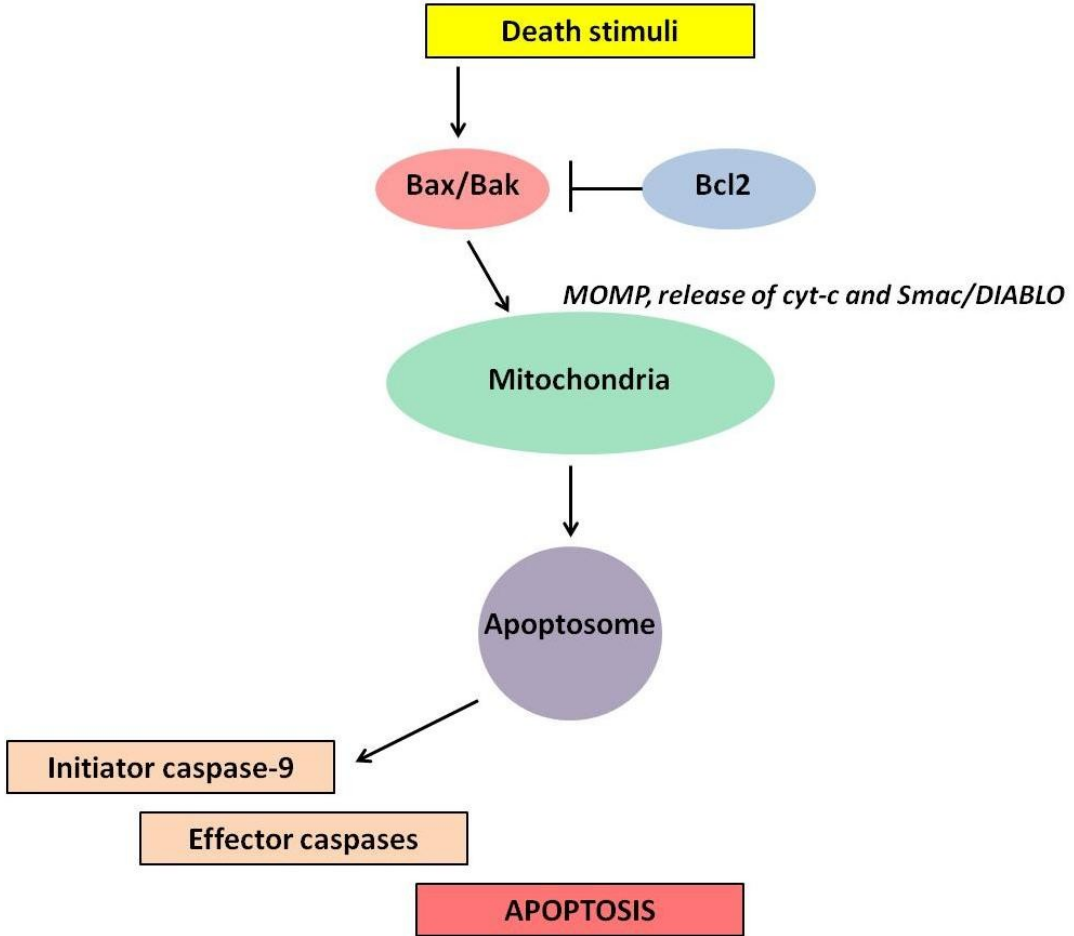 Death stimuli
Bax/Bak
Bcl2
MOMP, release of cyt-c and Smac/DIABLO
Mitochondria
Apoptosome
Initiator caspase-9
Effector caspases
APOPTOSIS